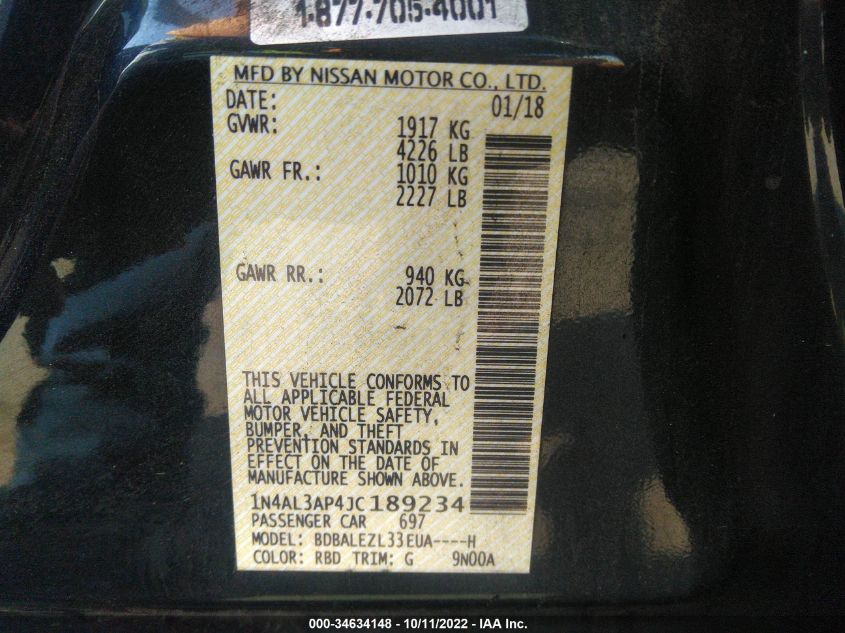 1-877-705-4001
MFD BY NISSAN MOTOR CO., LTD.
DATE: 01/18
GVWR: 1917 KG
4226 LB
GAWR FR.: 1010 KG
2227 LB
GAWR RR.: 940 KG
2072 LB
THIS VEHICLE CONFORMS TO
ALL APPLICABLE FEDERAL
MOTOR VEHICLE SAFETY,
BUMPER, AND THEFT
PREVENTION STANDARDS IN
EFFECT ON THE DATE OF
MANUFACTURE SHOWN ABOVE.
1N4AL3AP4JC189234
PASSENGER CAR 697
MODEL: BDBALEZL33EUA----H
COLOR: RBD TRIM: G 9N00A
000-34634148 - 10/11/2022 - IAA Inc.